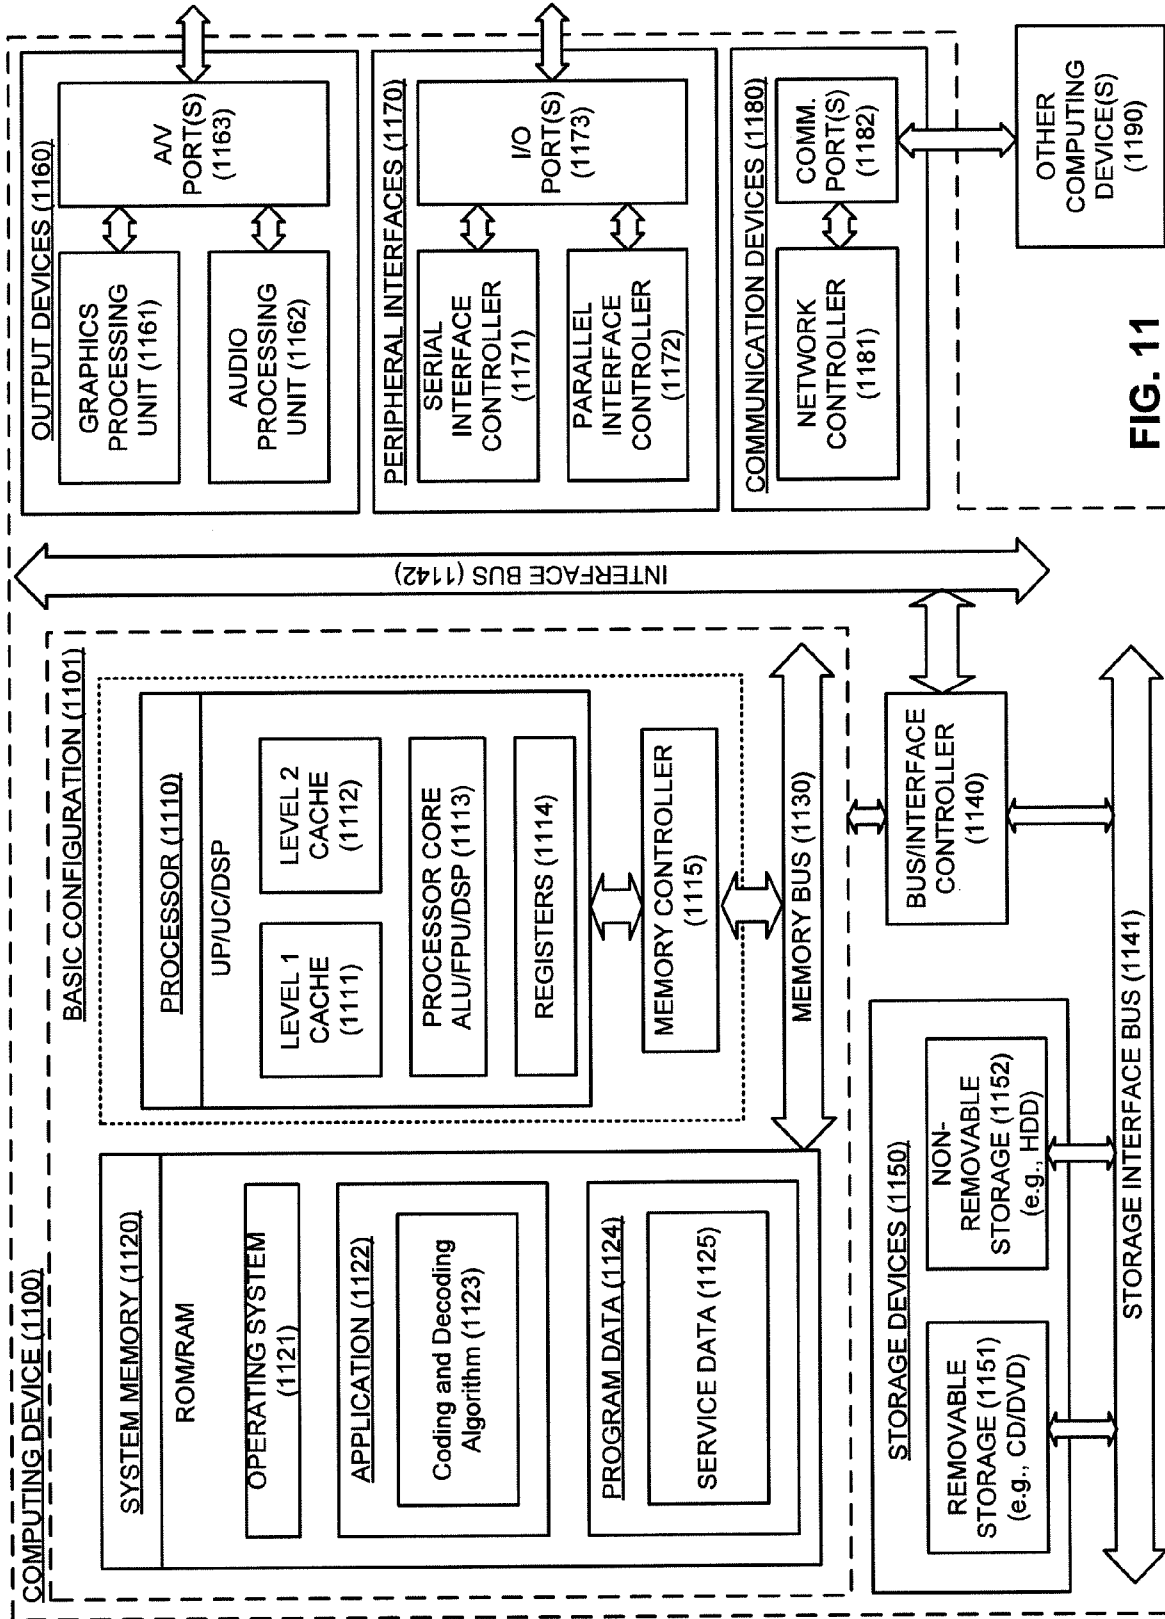 COMPUTING DEVICE (1100)
BASIC CONFIGURATION (1101)
SYSTEM MEMORY (1120)
ROM/RAM
OPERATING SYSTEM
(1121)
APPLICATION (1122)
Coding and Decoding
Algorithm (1123)
PROGRAM DATA (1124)
SERVICE DATA (1125)
PROCESSOR (1110)
UP/UC/DSP
LEVEL 1
CACHE
(1111)
LEVEL 2
CACHE
(1112)
PROCESSOR CORE
ALU/FPU/DSP (1113)
REGISTERS (1114)
MEMORY CONTROLLER
(1115)
MEMORY BUS (1130)
BUS/INTERFACE
CONTROLLER
(1140)
INTERFACE BUS (1142)
STORAGE DEVICES (1150)
REMOVABLE
STORAGE (1151)
(e.g., CD/DVD)
NON-
REMOVABLE
STORAGE (1152)
(e.g., HDD)
STORAGE INTERFACE BUS (1141)
OUTPUT DEVICES (1160)
GRAPHICS
PROCESSING
UNIT (1161)
AUDIO
PROCESSING
UNIT (1162)
A/V
PORT(S)
(1163)
PERIPHERAL INTERFACES (1170)
SERIAL
INTERFACE
CONTROLLER
(1171)
PARALLEL
INTERFACE
CONTROLLER
(1172)
I/O
PORT(S)
(1173)
COMMUNICATION DEVICES (1180)
NETWORK
CONTROLLER
(1181)
COMM.
PORT(S)
(1182)
OTHER
COMPUTING
DEVICE(S)
(1190)
FIG. 11